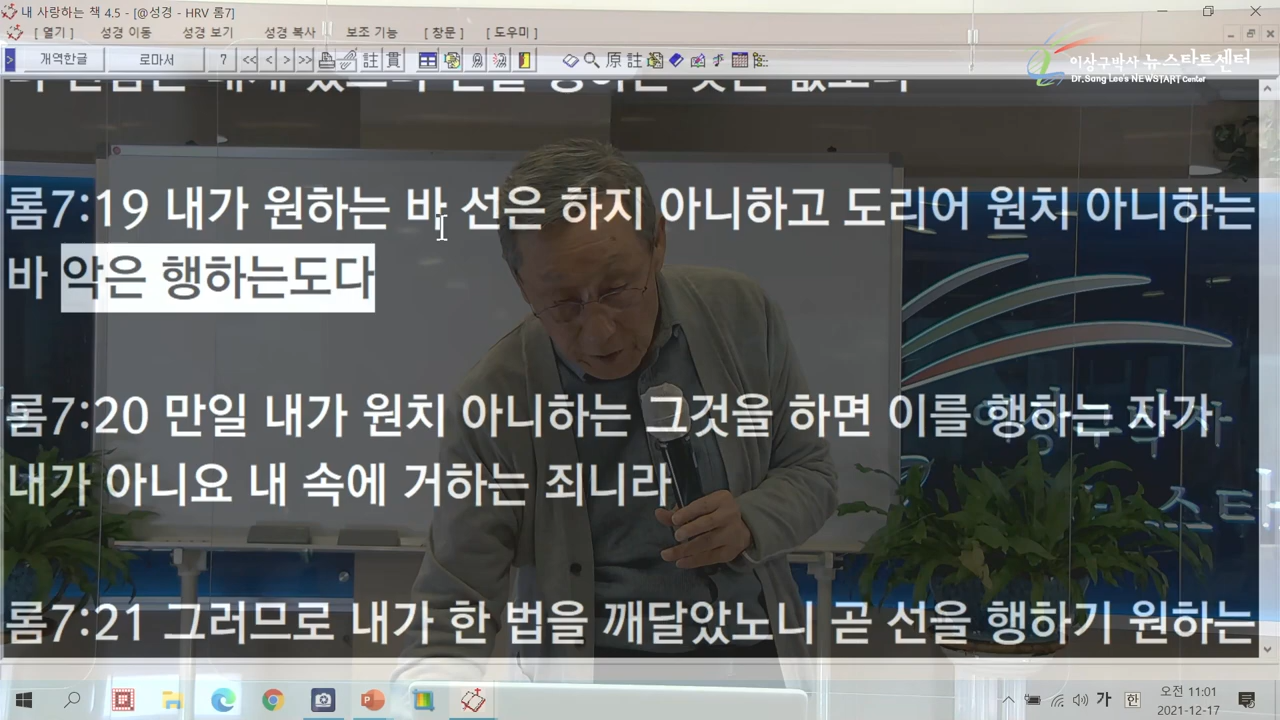 내 사랑하는 책 4.5 - [@성경 - HRV 롬7]
[ 열기 ] 성경 이동 성경 보기 성경 복사 보조 기능 [ 창문 ] [ 도우미 ]
> 개역한글 로마서 7 << < > >> 註 貫 原 註
이상구박사 뉴스타트센터
Dr.Sang Lee's NEWSTART Center
롬7:19 내가 원하는 바 선은 하지 아니하고 도리어 원치 아니하는
바 악은 행하는도다
롬7:20 만일 내가 원치 아니하는 그것을 하면 이를 행하는 자가
내가 아니요 내 속에 거하는 죄니라
롬7:21 그러므로 내가 한 법을 깨달았노니 곧 선을 행하기 원하는
가 한 오전 11:01
2021-12-17